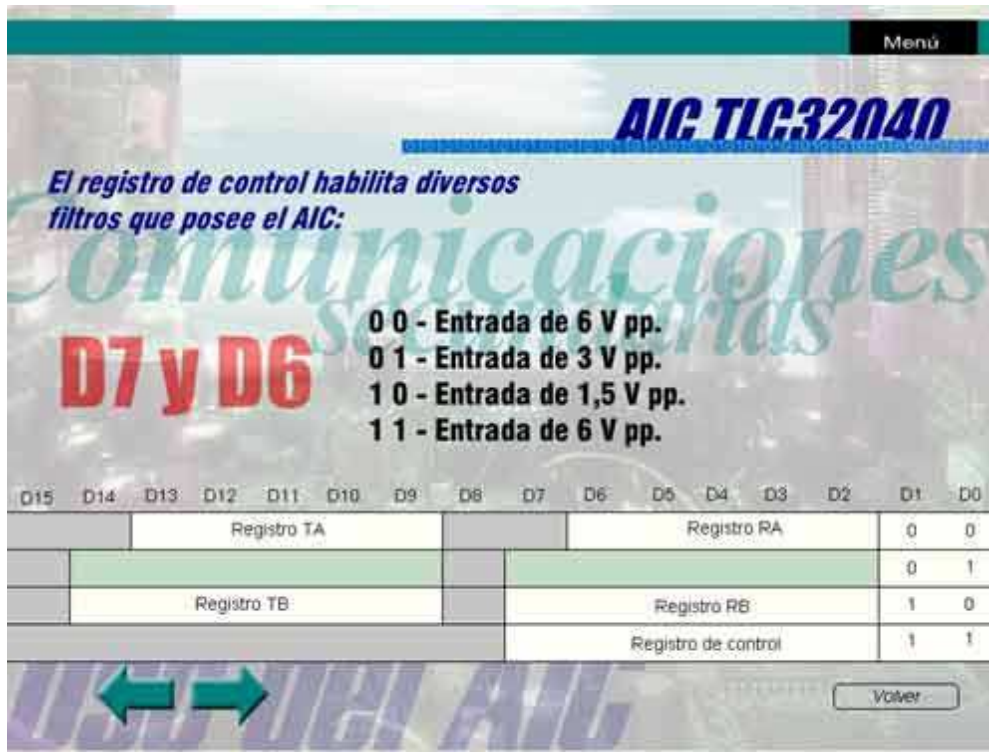 Menú
AIC TLC32040
El registro de control habilita diversos
filtros que posee el AIC:
Comunicaciones
secundarias
D7 y D6
0 0 - Entrada de 6 V pp.
0 1 - Entrada de 3 V pp.
1 0 - Entrada de 1,5 V pp.
1 1 - Entrada de 6 V pp.
D15 D14 D13 D12 D11 D10 D9 D8 D7 D6 D5 D4 D3 D2 D1 D0
Registro TA Registro RA 0 0
0 1
Registro TB Registro RB 1 0
Registro de control 1 1
Uso del AIC
Volver